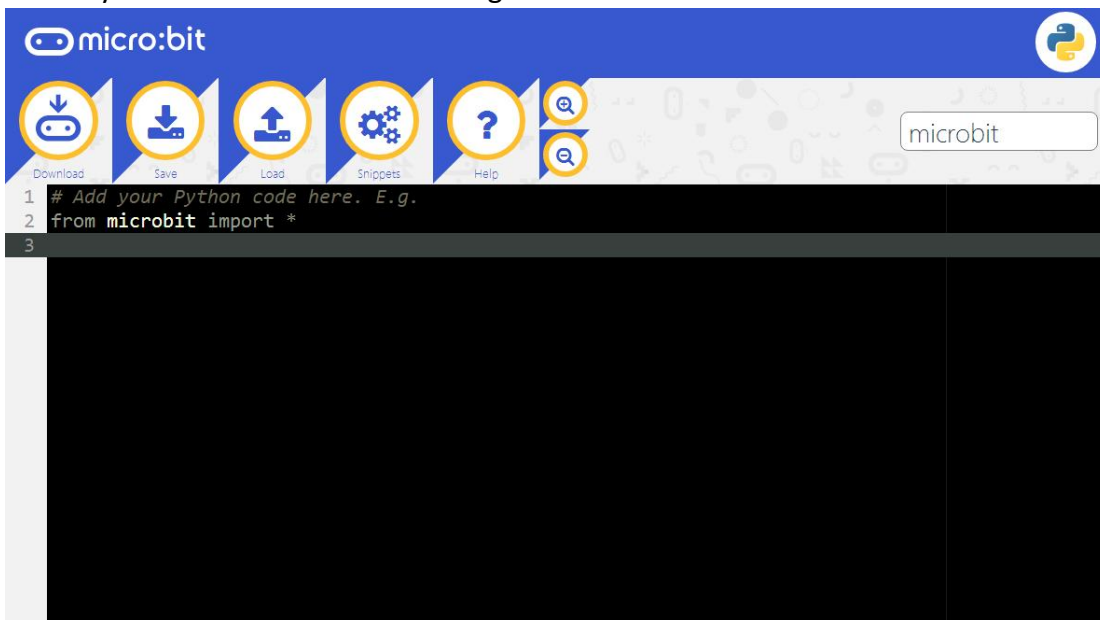 micro:bit
Download
Save
Load
Snippets
?
Help
microbit
1 # Add your Python code here. E.g.
2 from microbit import *
3